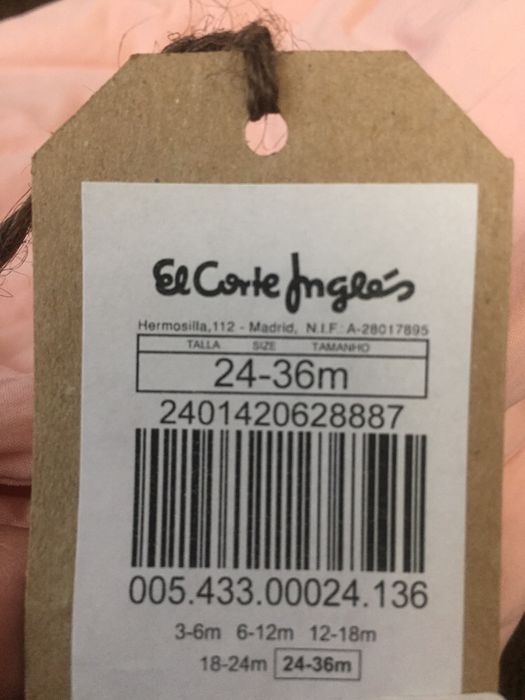 El Corte Inglés
Hermosilla,112 - Madrid, N.I.F.: A-28017895
TALLA SIZE TAMANHO
24-36m
2401420628887
005.433.00024.136
3-6m 6-12m 12-18m
18-24m 24-36m